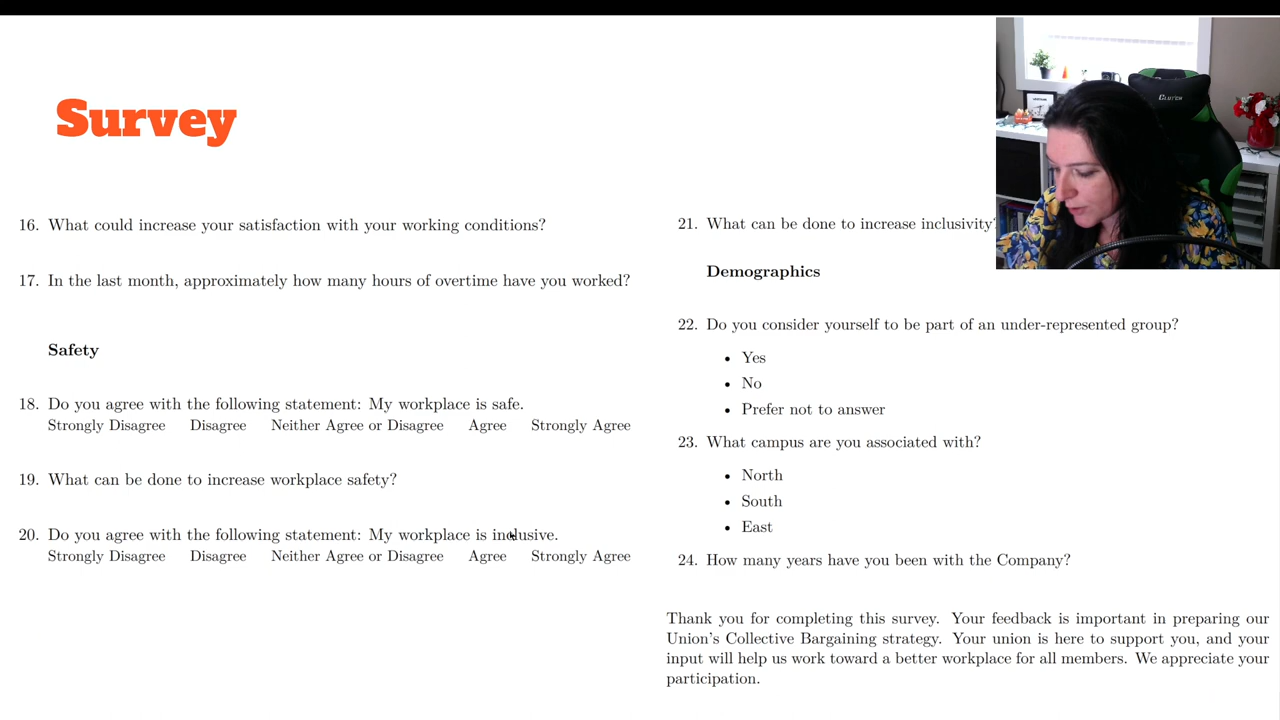 Survey
16. What could increase your satisfaction with your working conditions?
17. In the last month, approximately how many hours of overtime have you worked?
Safety
18. Do you agree with the following statement: My workplace is safe.
Strongly Disagree Disagree Neither Agree or Disagree Agree Strongly Agree
19. What can be done to increase workplace safety?
20. Do you agree with the following statement: My workplace is inclusive.
Strongly Disagree Disagree Neither Agree or Disagree Agree Strongly Agree
21. What can be done to increase inclusivity?
Demographics
22. Do you consider yourself to be part of an under-represented group?
• Yes
• No
• Prefer not to answer
23. What campus are you associated with?
• North
• South
• East
24. How many years have you been with the Company?
Thank you for completing this survey. Your feedback is important in preparing our
Union's Collective Bargaining strategy. Your union is here to support you, and your
input will help us work toward a better workplace for all members. We appreciate your
participation.
CLUTCH